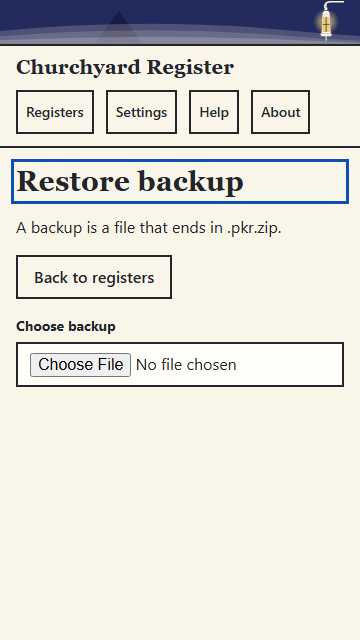 Churchyard Register
Registers Settings Help About
Restore backup
A backup is a file that ends in .pkr.zip.
Back to registers
Choose backup
Choose File No file chosen